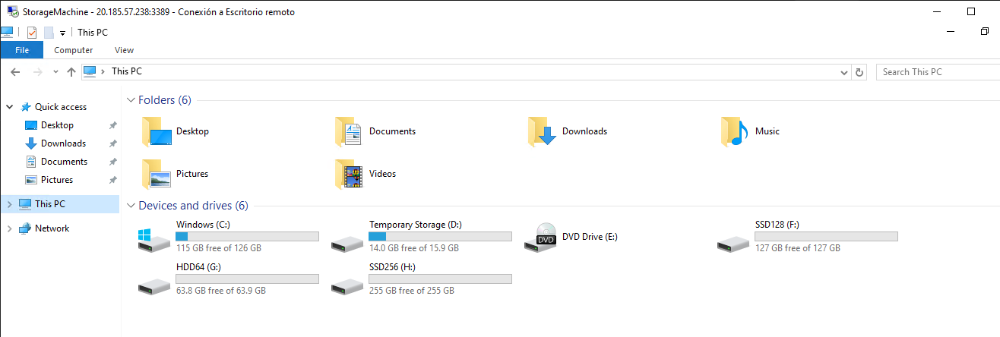 StorageMachine - 20.185.57.238:3389 - Conexión a Escritorio remoto
This PC
File Computer View
This PC
Search This PC
Quick access
Desktop
Downloads
Documents
Pictures
This PC
Network
Folders (6)
Desktop
Documents
Downloads
Music
Pictures
Videos
Devices and drives (6)
Windows (C:)
115 GB free of 126 GB
Temporary Storage (D:)
14.0 GB free of 15.9 GB
DVD
DVD Drive (E:)
SSD128 (F:)
127 GB free of 127 GB
HDD64 (G:)
63.8 GB free of 63.9 GB
SSD256 (H:)
255 GB free of 255 GB